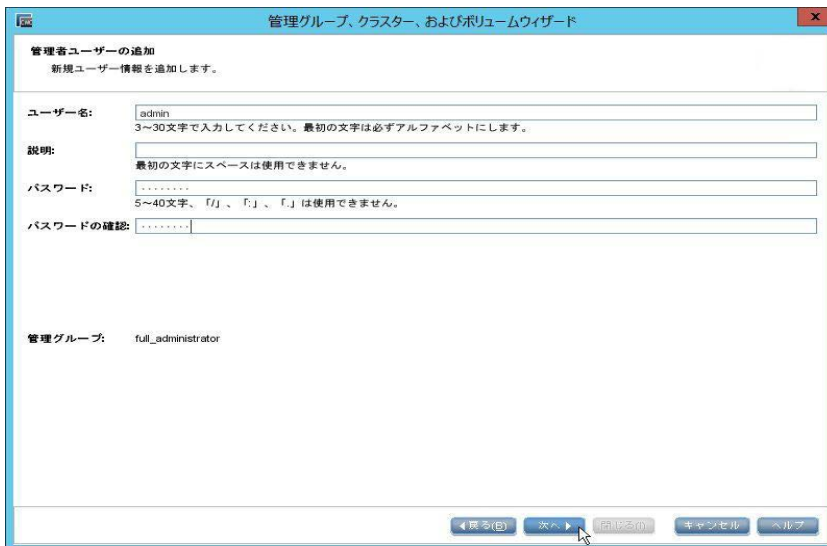 管理グループ、クラスター、およびボリュームウィザード
x
管理者ユーザーの追加
新規ユーザー情報を追加します。
ユーザー名: admin
3～30文字で入力してください。最初の文字は必ずアルファベットにします。
説明:
最初の文字にスペースは使用できません。
パスワード: ········
5～40文字、「/」、「:」、「.」は使用できません。
パスワードの確認: ········
管理グループ: full_administrator
戻る(B) 次へ 閉じる キャンセル ヘルプ